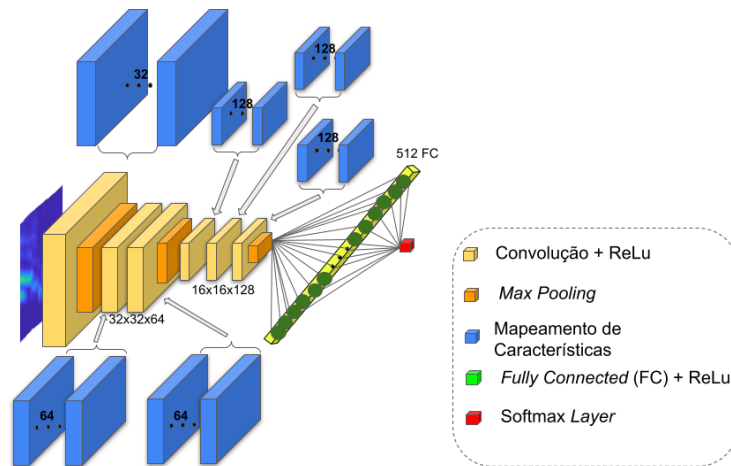 32
128
128
128
512 FC
16x16x128
32x32x64
64
64
Convolução + ReLu
Max Pooling
Mapeamento de
Características
Fully Connected (FC) + ReLu
Softmax Layer